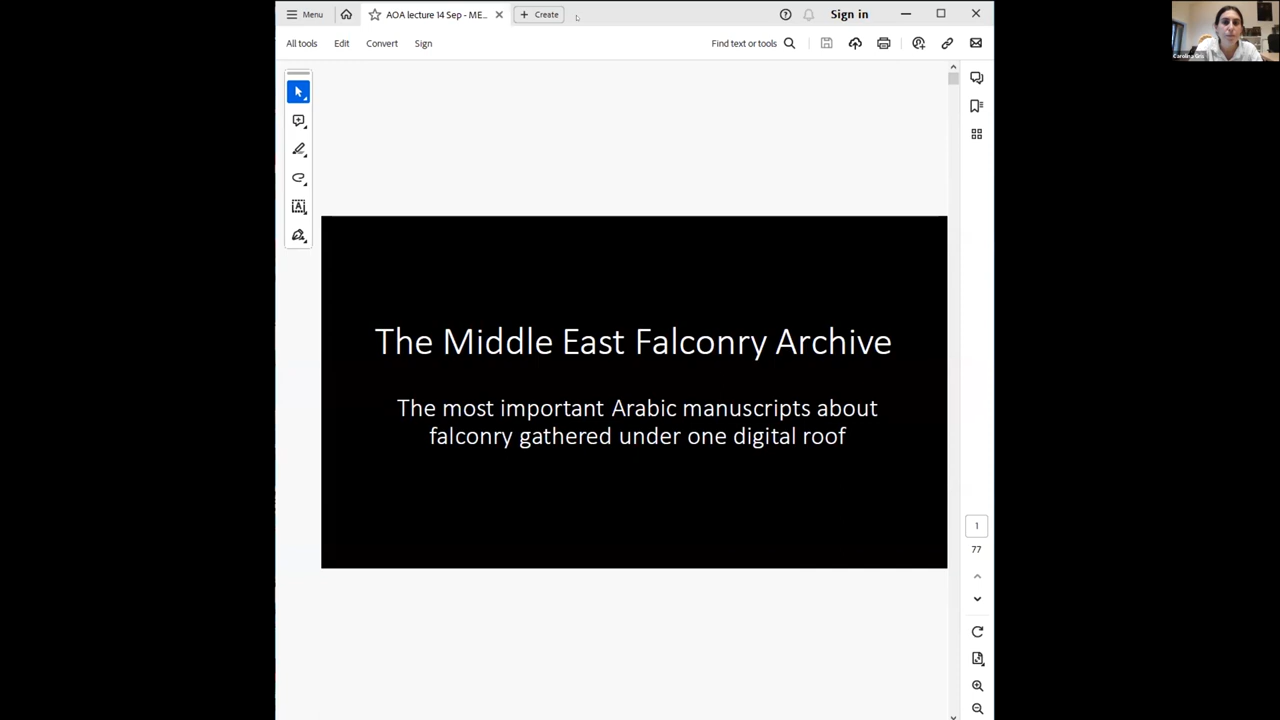 Menu
AOA lecture 14 Sep - ME...
Create
Sign in
All tools
Edit
Convert
Sign
Find text or tools
The Middle East Falconry Archive
The most important Arabic manuscripts about
falconry gathered under one digital roof
1
77